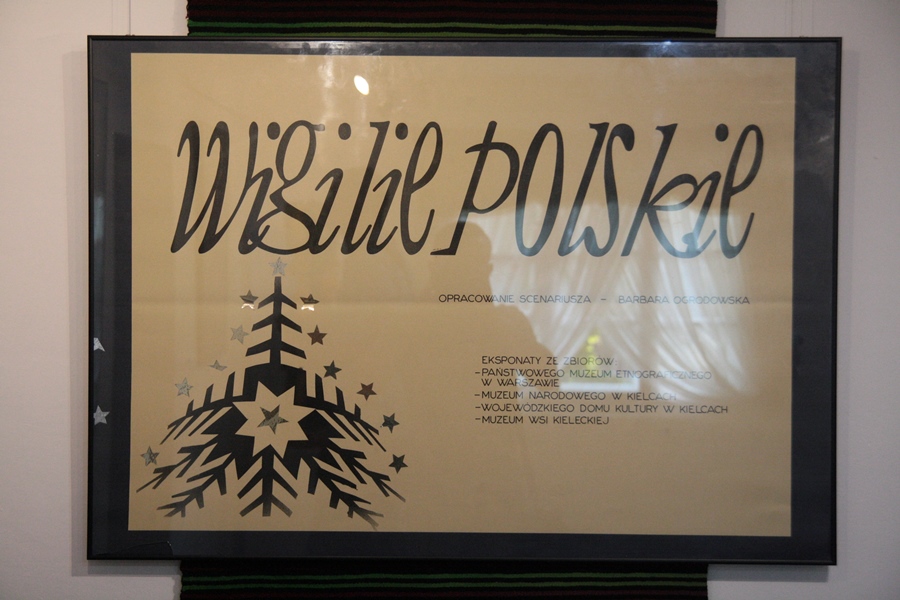 Wigilie Polskie
OPRACOWANIE SCENARIUSZA – BARBARA OGRODOWSKA
EKSPONATY ZE ZBIORÓW
– PAŃSTWOWEGO MUZEUM ETNOGRAFICZNEGO
W WARSZAWIE
– MUZEUM NARODOWEGO W KIELCACH
– WOJEWÓDZKIEGO DOMU KULTURY W KIELCACH
– MUZEUM WSI KIELECKIEJ